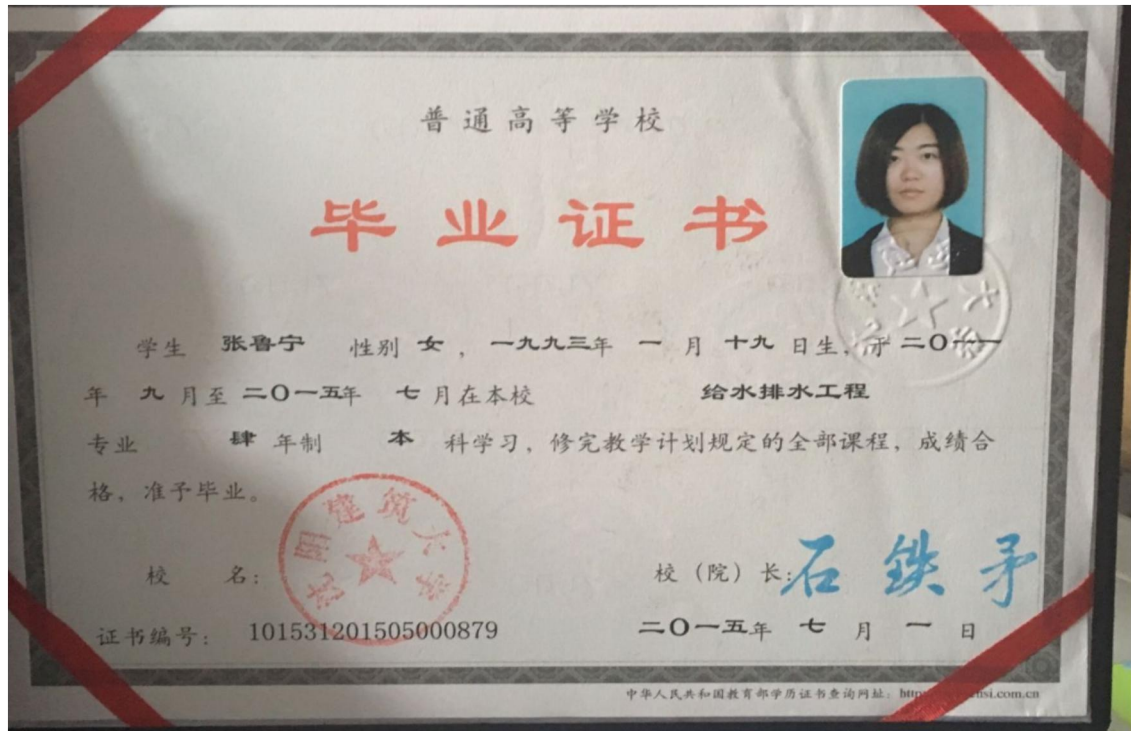 普通高等学校
毕业证书
学生 张鲁宁 性别 女 ，一九九三年 一 月 十九 日生，于 二〇一一
年 九 月至 二〇一五年 七 月在本校 给水排水工程
专业 肆 年制 本 科学习，修完教学计划规定的全部课程，成绩合
格，准予毕业。
沈阳建筑大学
校 名： 校（院）长：石铁矛
证书编号： 101531201505000879 二〇一五年 七 月 一 日
中华人民共和国教育部学历证书查询网址：